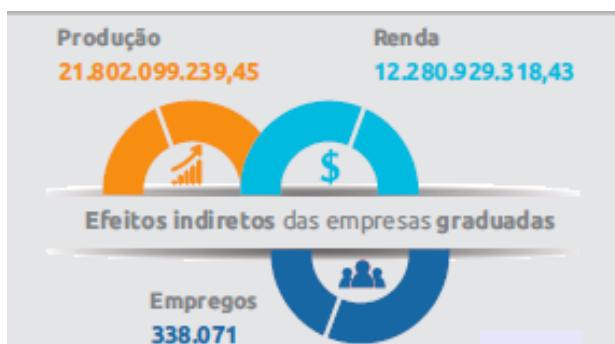 Produção
21.802.099.239,45
Renda
12.280.929.318,43
$
Efeitos indiretos das empresas graduadas
Empregos
338.071